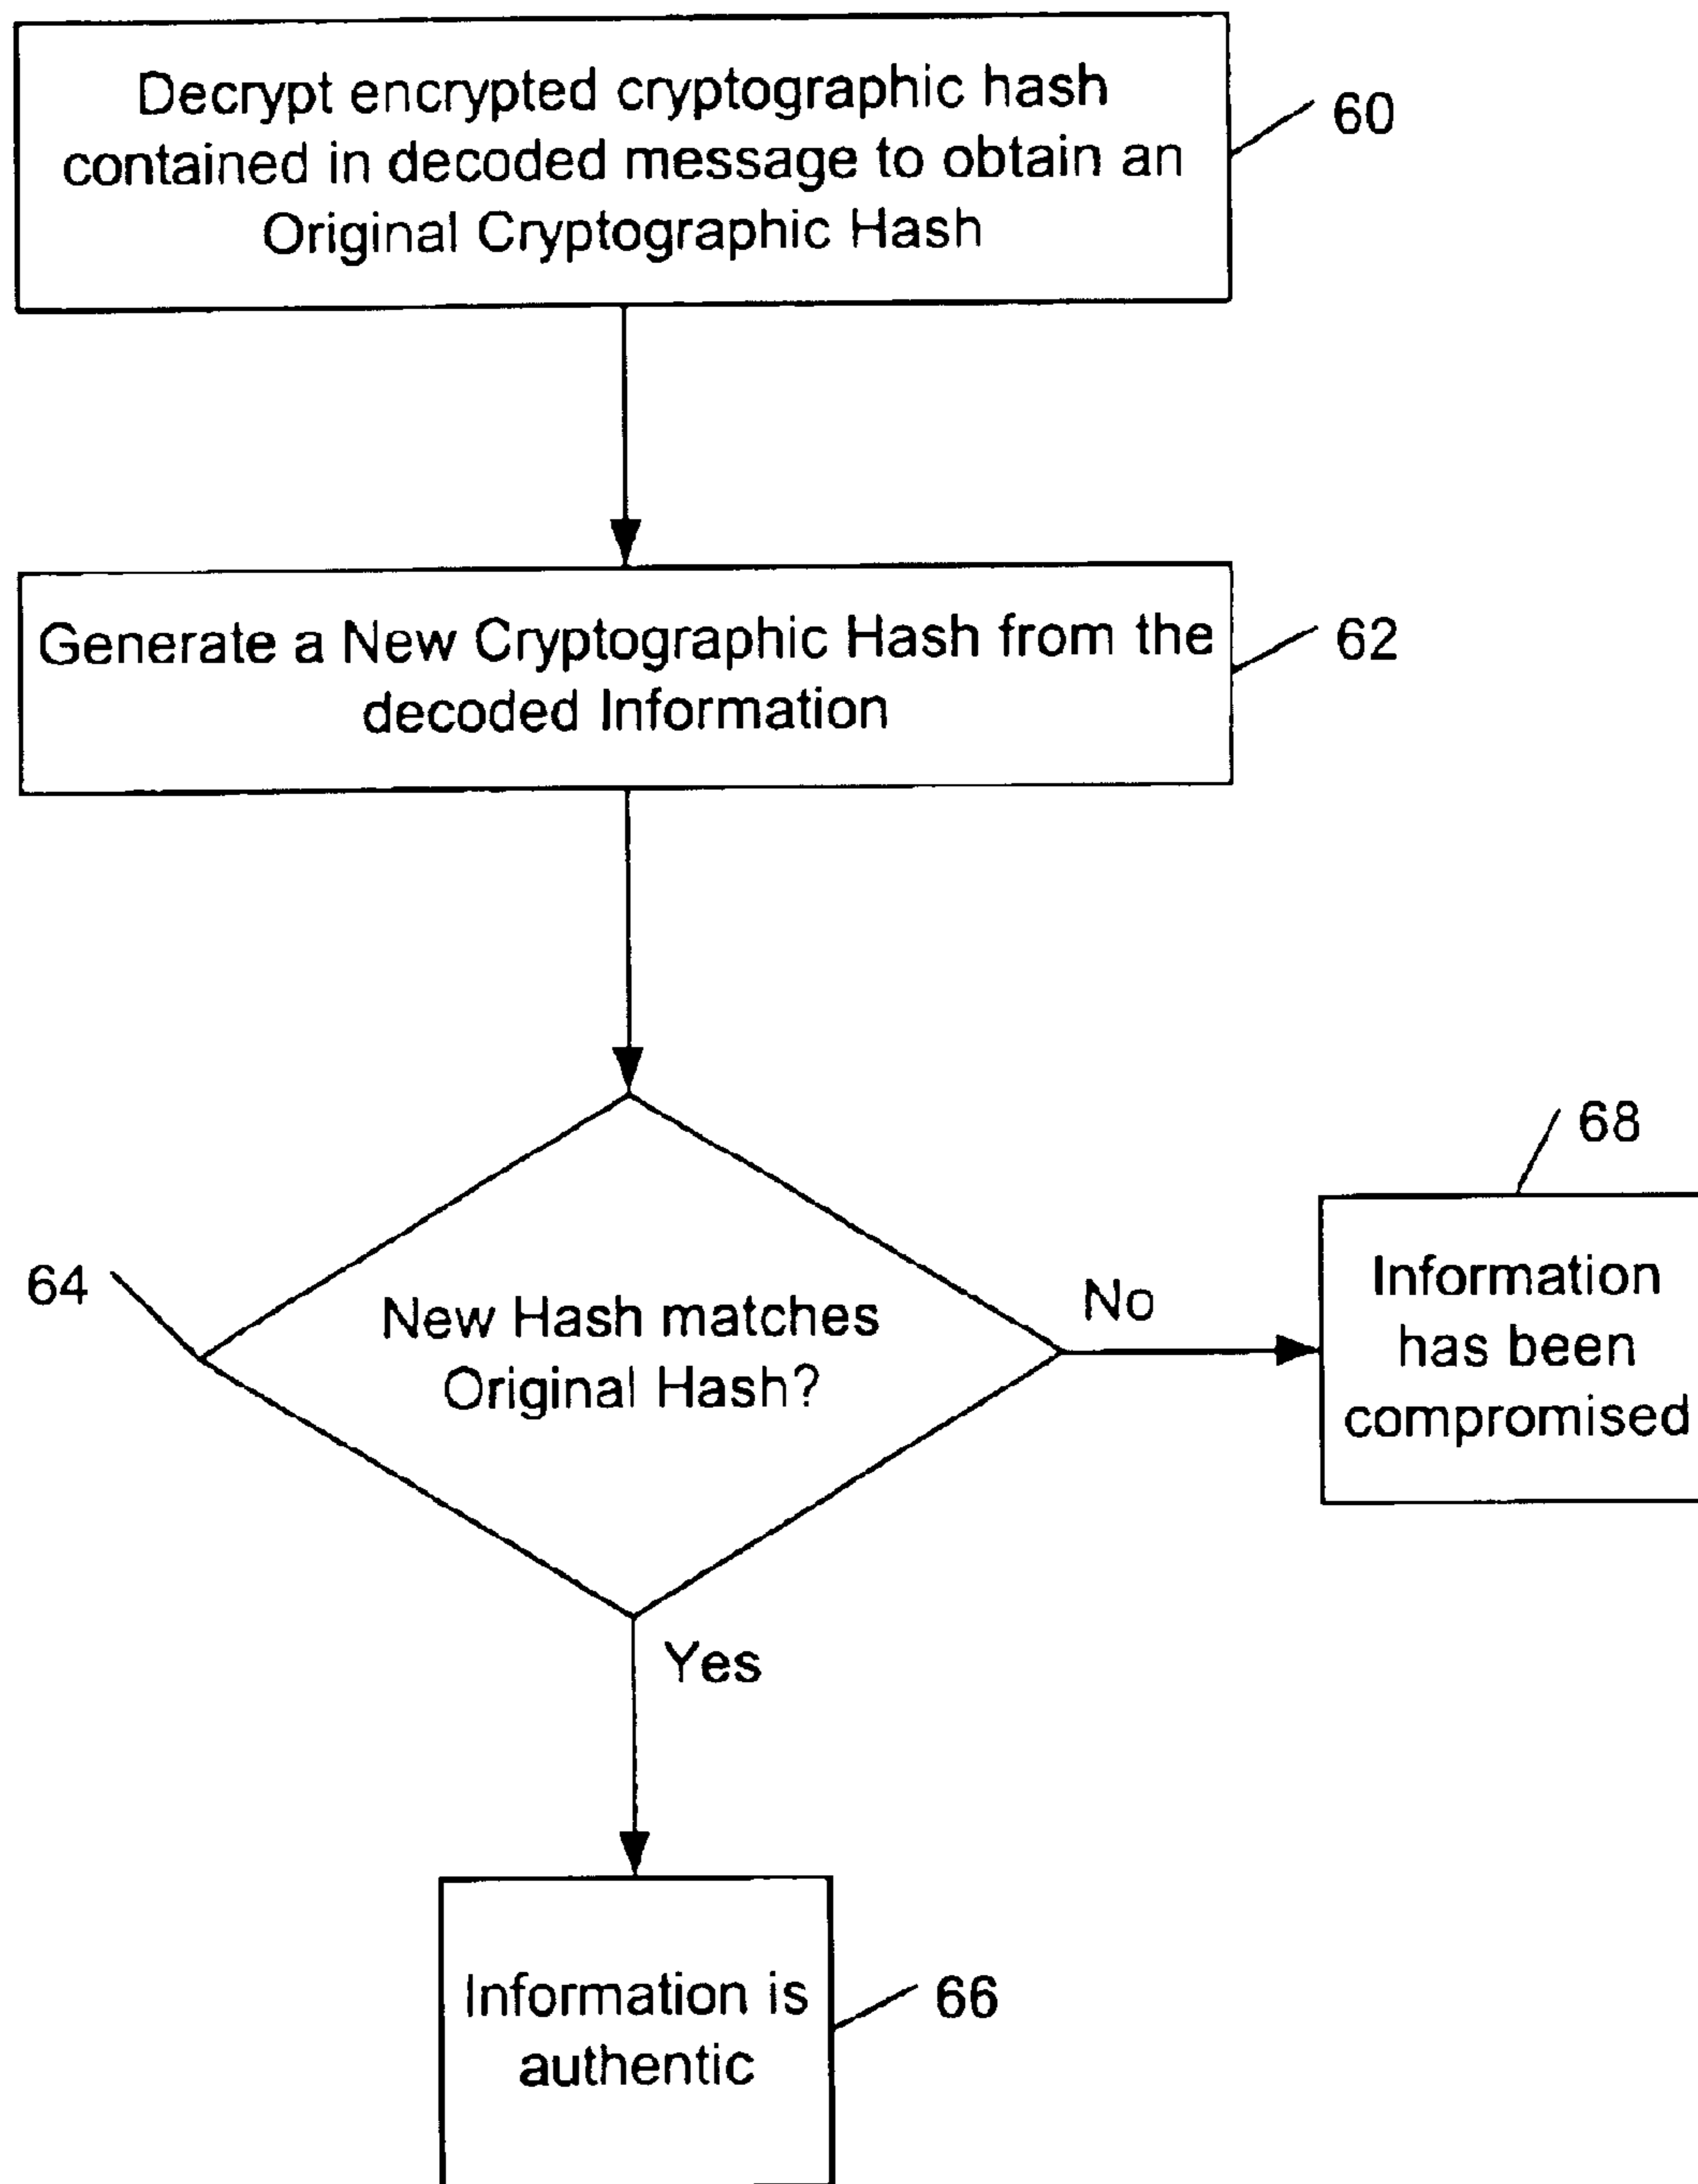 Decrypt encrypted cryptographic hash
contained in decoded message to obtain an
Original Cryptographic Hash
60
Generate a New Cryptographic Hash from the
decoded Information
62
68
Information
has been
compromised
64
New Hash matches
Original Hash?
No
Yes
Information is
authentic
66